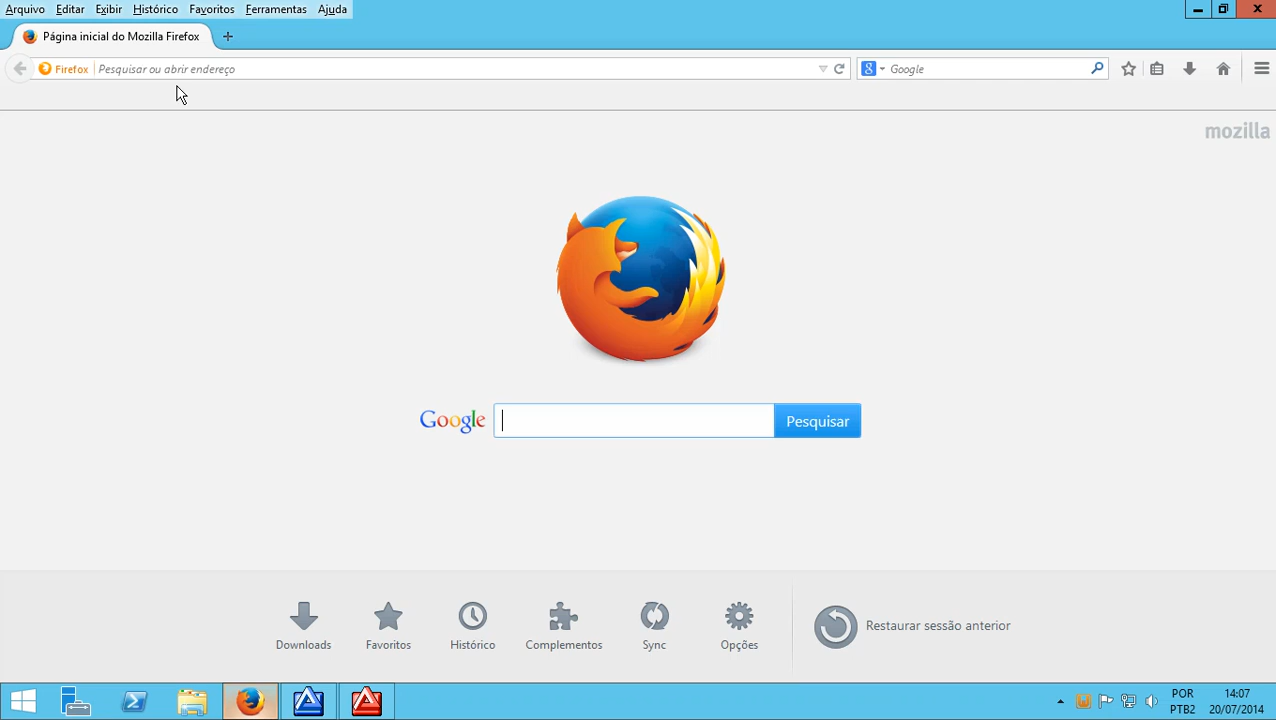 Arquivo Editar Exibir Histórico Favoritos Ferramentas Ajuda
Página inicial do Mozilla Firefox
Firefox Pesquisar ou abrir endereço
Google
mozilla
Google Pesquisar
Downloads Favoritos Histórico Complementos Sync Opções Restaurar sessão anterior
POR 14:07
PTB2 20/07/2014